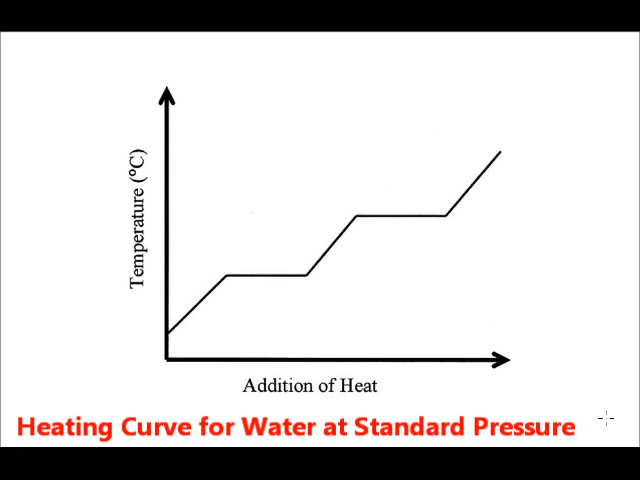 Temperature (ºC)
Addition of Heat
Heating Curve for Water at Standard Pressure